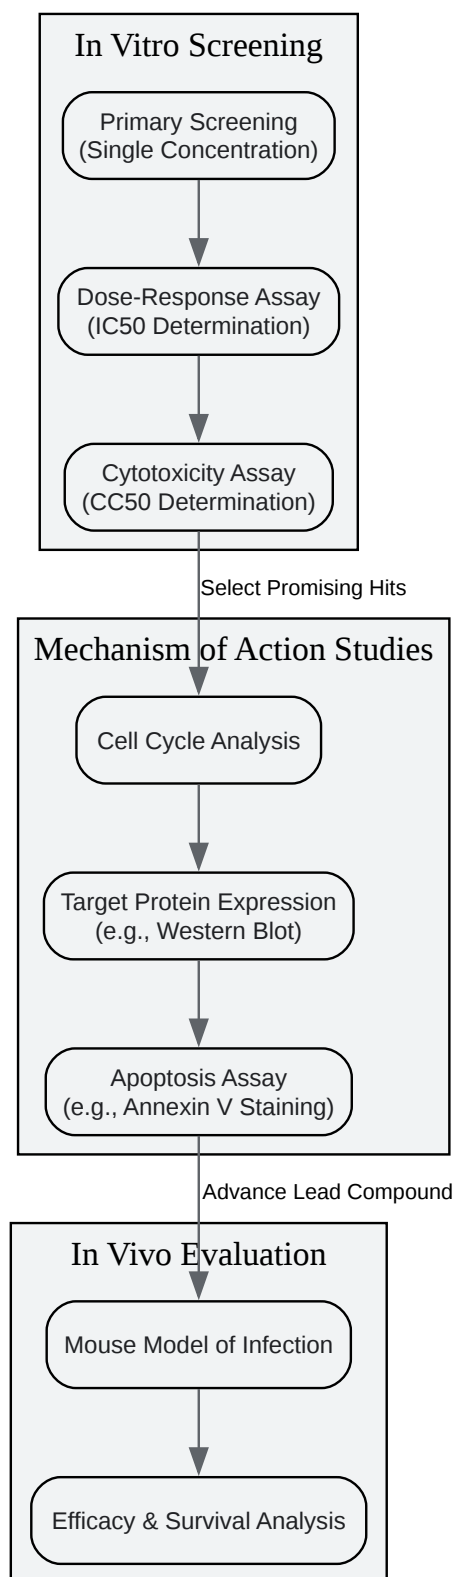 In Vitro Screening
Primary Screening
(Single Concentration)
Dose-Response Assay
(IC50 Determination)
Cytotoxicity Assay
(CC50 Determination)
Select Promising Hits
Mechanism of Action Studies
Cell Cycle Analysis
Target Protein Expression
(e.g., Western Blot)
Apoptosis Assay
(e.g., Annexin V Staining)
Advance Lead Compound
In Vivo Evaluation
Mouse Model of Infection
Efficacy & Survival Analysis